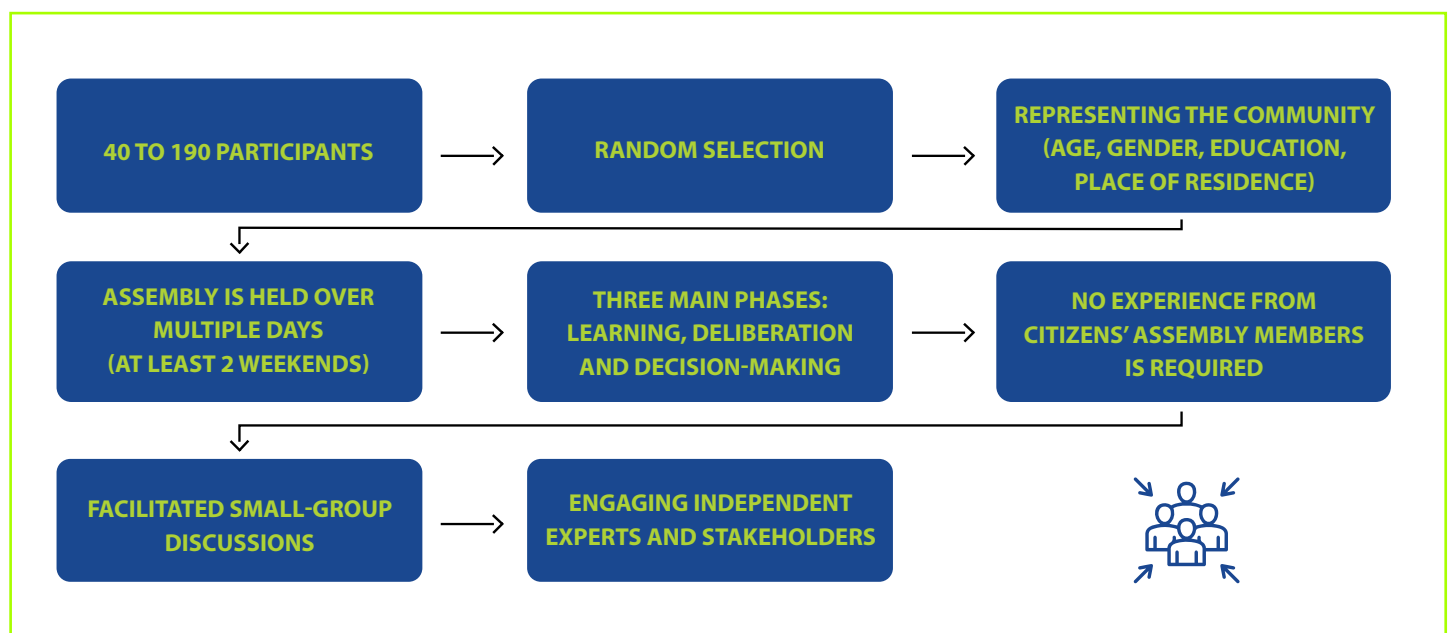 40 TO 190 PARTICIPANTS
RANDOM SELECTION
REPRESENTING THE COMMUNITY
(AGE, GENDER, EDUCATION,
PLACE OF RESIDENCE)
ASSEMBLY IS HELD OVER
MULTIPLE DAYS
(AT LEAST 2 WEEKENDS)
THREE MAIN PHASES:
LEARNING, DELIBERATION
AND DECISION-MAKING
NO EXPERIENCE FROM
CITIZENS’ ASSEMBLY MEMBERS
IS REQUIRED
FACILITATED SMALL-GROUP
DISCUSSIONS
ENGAGING INDEPENDENT
EXPERTS AND STAKEHOLDERS